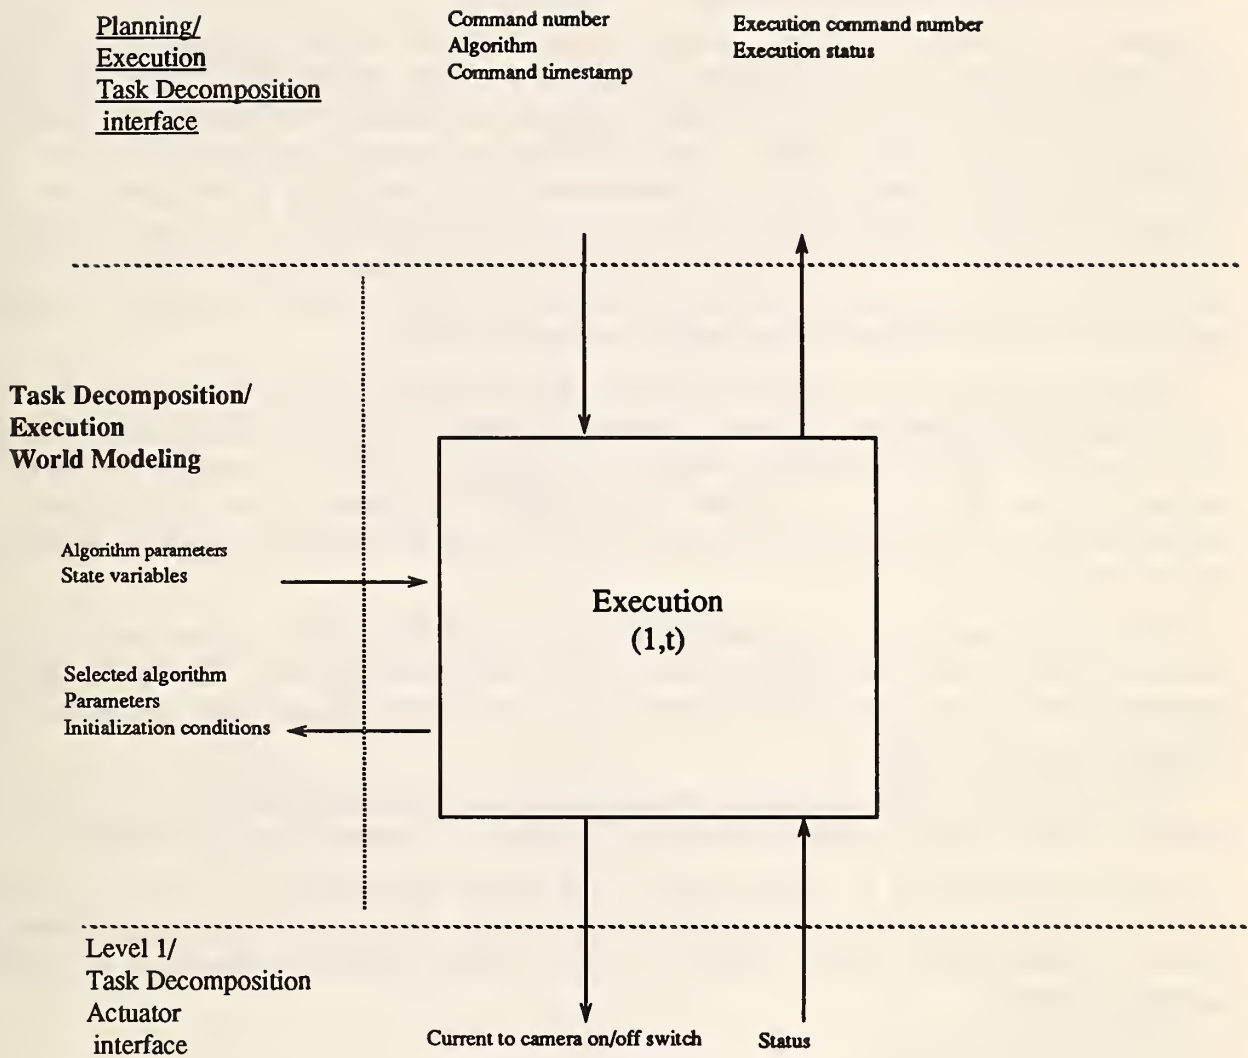 Planning/
Execution
Task Decomposition
interface
Command number
Algorithm
Command timestamp
Execution command number
Execution status
Task Decomposition/
Execution
World Modeling
Algorithm parameters
State variables
Selected algorithm
Parameters
Initialization conditions
Execution
(1,t)
Level 1/
Task Decomposition
Actuator
interface
Current to camera on/off switch
Status